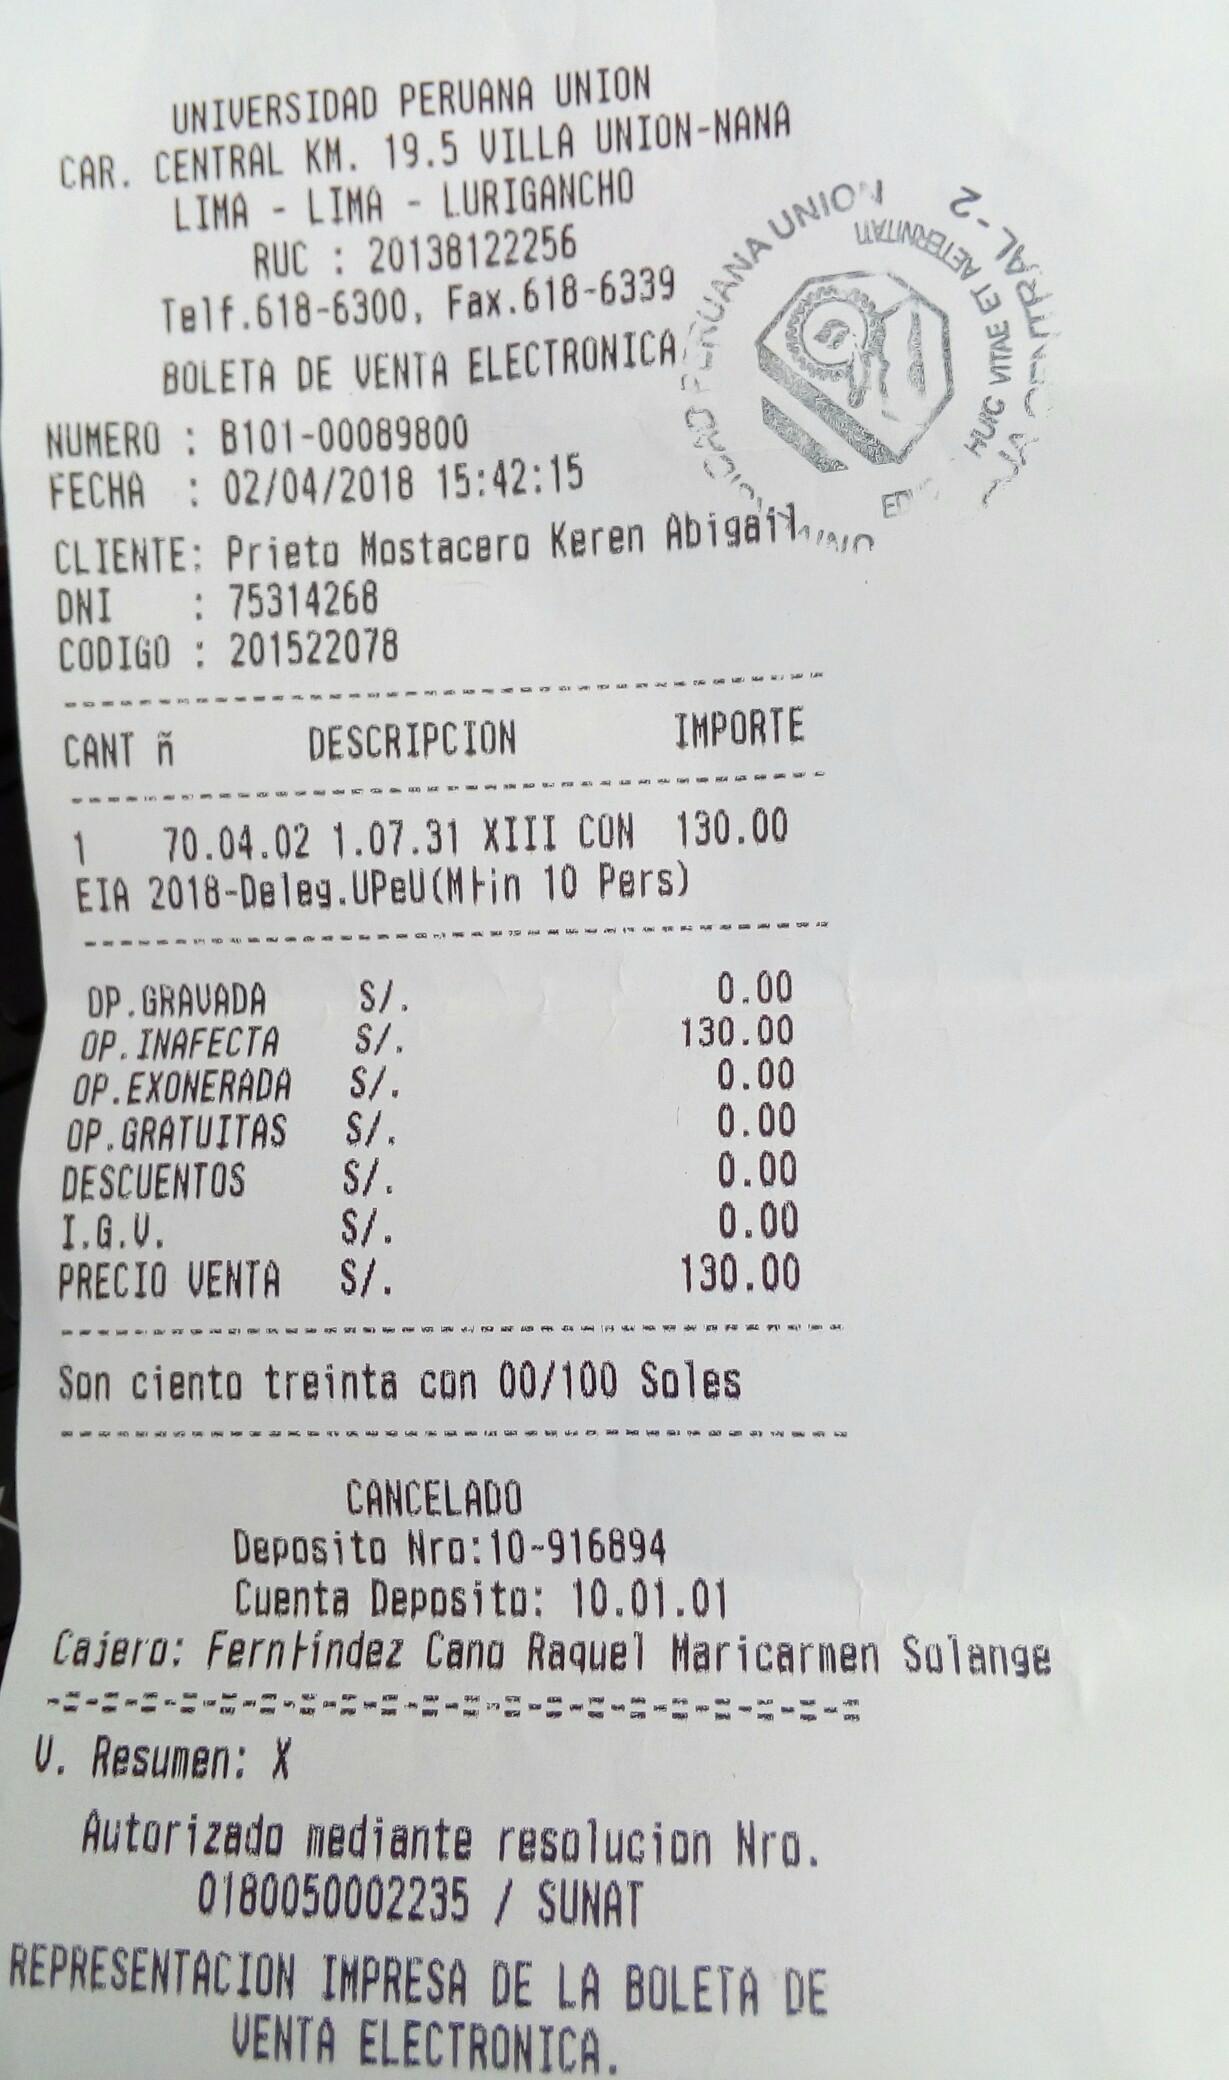 UNIVERSIDAD PERUANA UNION
CAR. CENTRAL KM. 19.5 VILLA UNION-NANA
LIMA - LIMA - LURIGANCHO
RUC : 20138122256
Telf.618-6300, Fax.618-6339
BOLETA DE VENTA ELECTRONICA
PERUANA UNION
HUIC VITAE ET AETERNITATI
NUMERO : B101-00089800
FECHA : 02/04/2018 15:42:15
CLIENTE: Prieto Mostacero Keren Abigail
DNI : 75314268
CODIGO : 201522078
CANT ñ DESCRIPCION IMPORTE
1 70.04.02 1.07.31 XIII CON 130.00
EIA 2018-Deleg.UPeU(M├in 10 Pers)
OP.GRAVADA S/. 0.00
OP.INAFECTA S/. 130.00
OP.EXONERADA S/. 0.00
OP.GRATUITAS S/. 0.00
DESCUENTOS S/. 0.00
I.G.V. S/. 0.00
PRECIO VENTA S/. 130.00
Son ciento treinta con 00/100 Soles
CANCELADO
Deposito Nro:10-916894
Cuenta Deposito: 10.01.01
Cajero: Fern├índez Cano Raquel Maricarmen Solange
V. Resumen: X
Autorizado mediante resolucion Nro.
0180050002235 / SUNAT
REPRESENTACION IMPRESA DE LA BOLETA DE
VENTA ELECTRONICA.